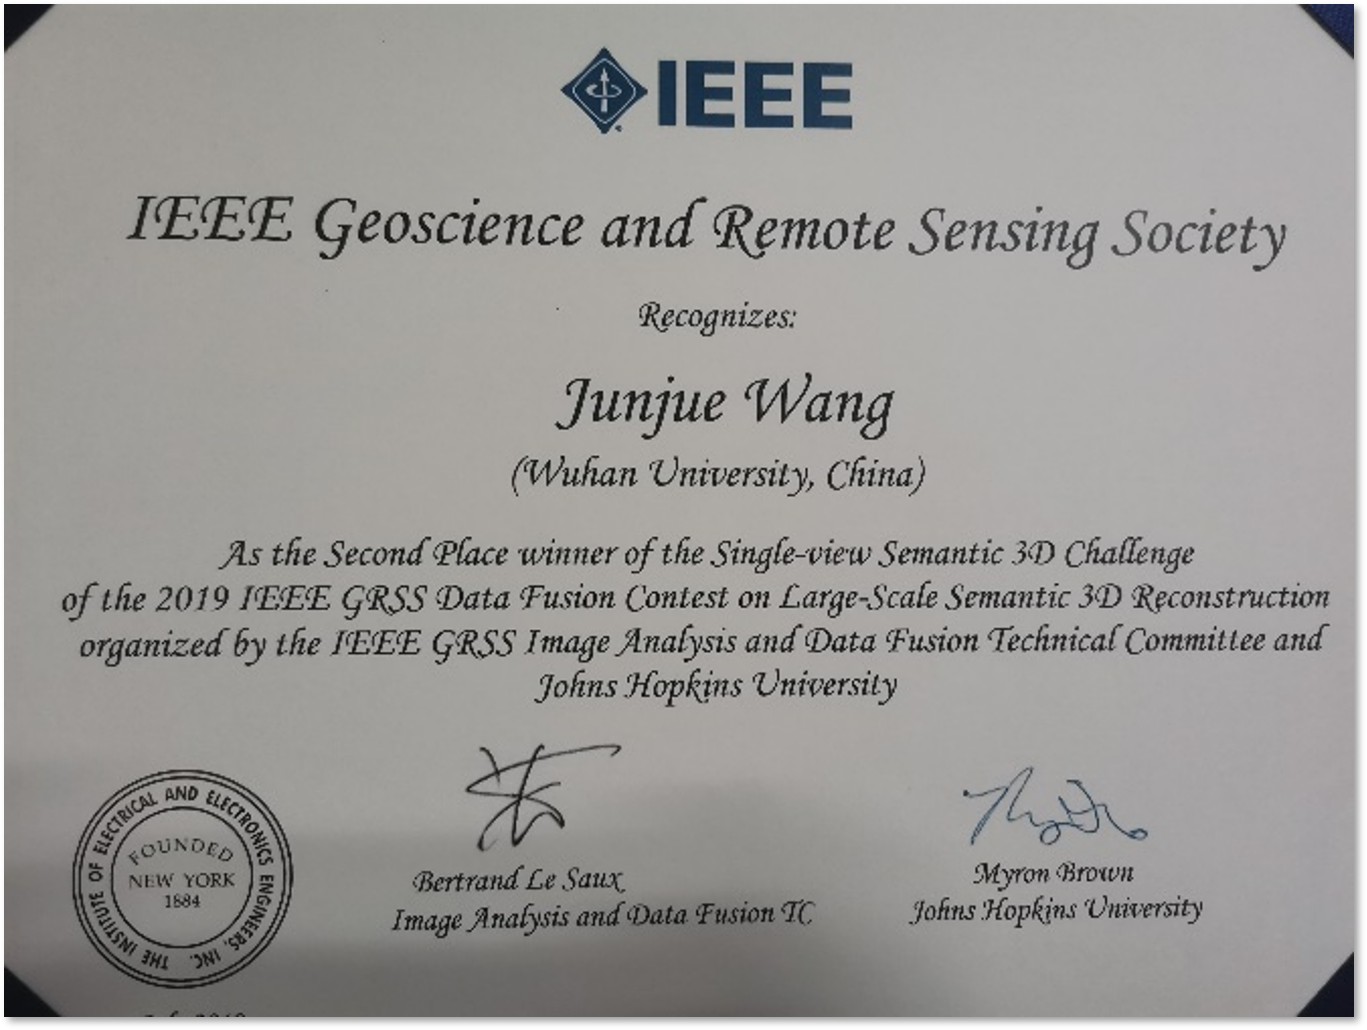 IEEE
IEEE Geoscience and Remote Sensing Society
Recognizes:
Junjue Wang
(Wuhan University, China)
As the Second Place winner of the Single-view Semantic 3D Challenge
of the 2019 IEEE GRSS Data Fusion Contest on Large-Scale Semantic 3D Reconstruction
organized by the IEEE GRSS Image Analysis and Data Fusion Technical Committee and
Johns Hopkins University
THE INSTITUTE OF ELECTRICAL AND ELECTRONICS ENGINEERS, INC.
FOUNDED
NEW YORK
1884
Bertrand Le Saux
Image Analysis and Data Fusion TC
Myron Brown
Johns Hopkins University